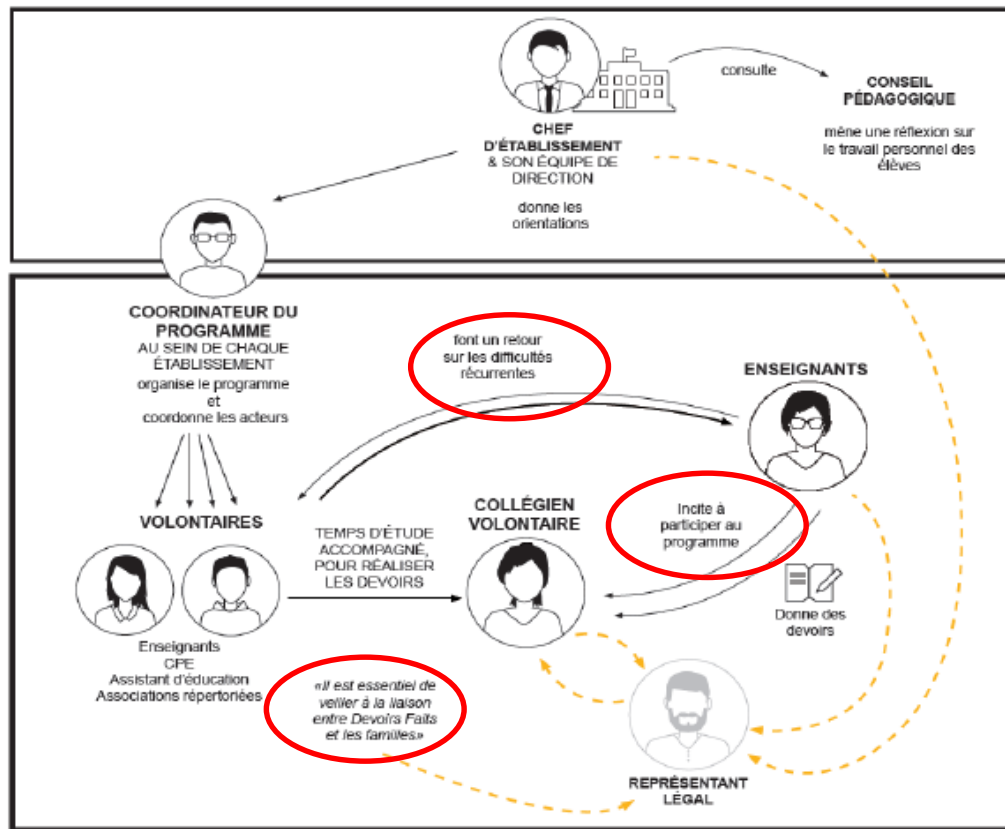 consulte
CONSEIL
PÉDAGOGIQUE
mène une réflexion sur
le travail personnel des
élèves
CHEF
D'ÉTABLISSEMENT
& SON ÉQUIPE DE
DIRECTION
donne les
orientations
COORDINATEUR DU
PROGRAMME
AU SEIN DE CHAQUE
ÉTABLISSEMENT
organise le programme
et
coordonne les acteurs
font un retour
sur les difficultés
récurrentes
ENSEIGNANTS
VOLONTAIRES
TEMPS D'ÉTUDE
ACCOMPAGNÉ,
POUR RÉALISER
LES DEVOIRS
COLLÉGIEN
VOLONTAIRE
Incite à
participer au
programme
Donne des
devoirs
Enseignants
CPE
Assistant d'éducation
Associations répertoriées
«Il est essentiel de
veiller à la liaison
entre Devoirs Faits
et les familles»
REPRÉSENTANT
LÉGAL